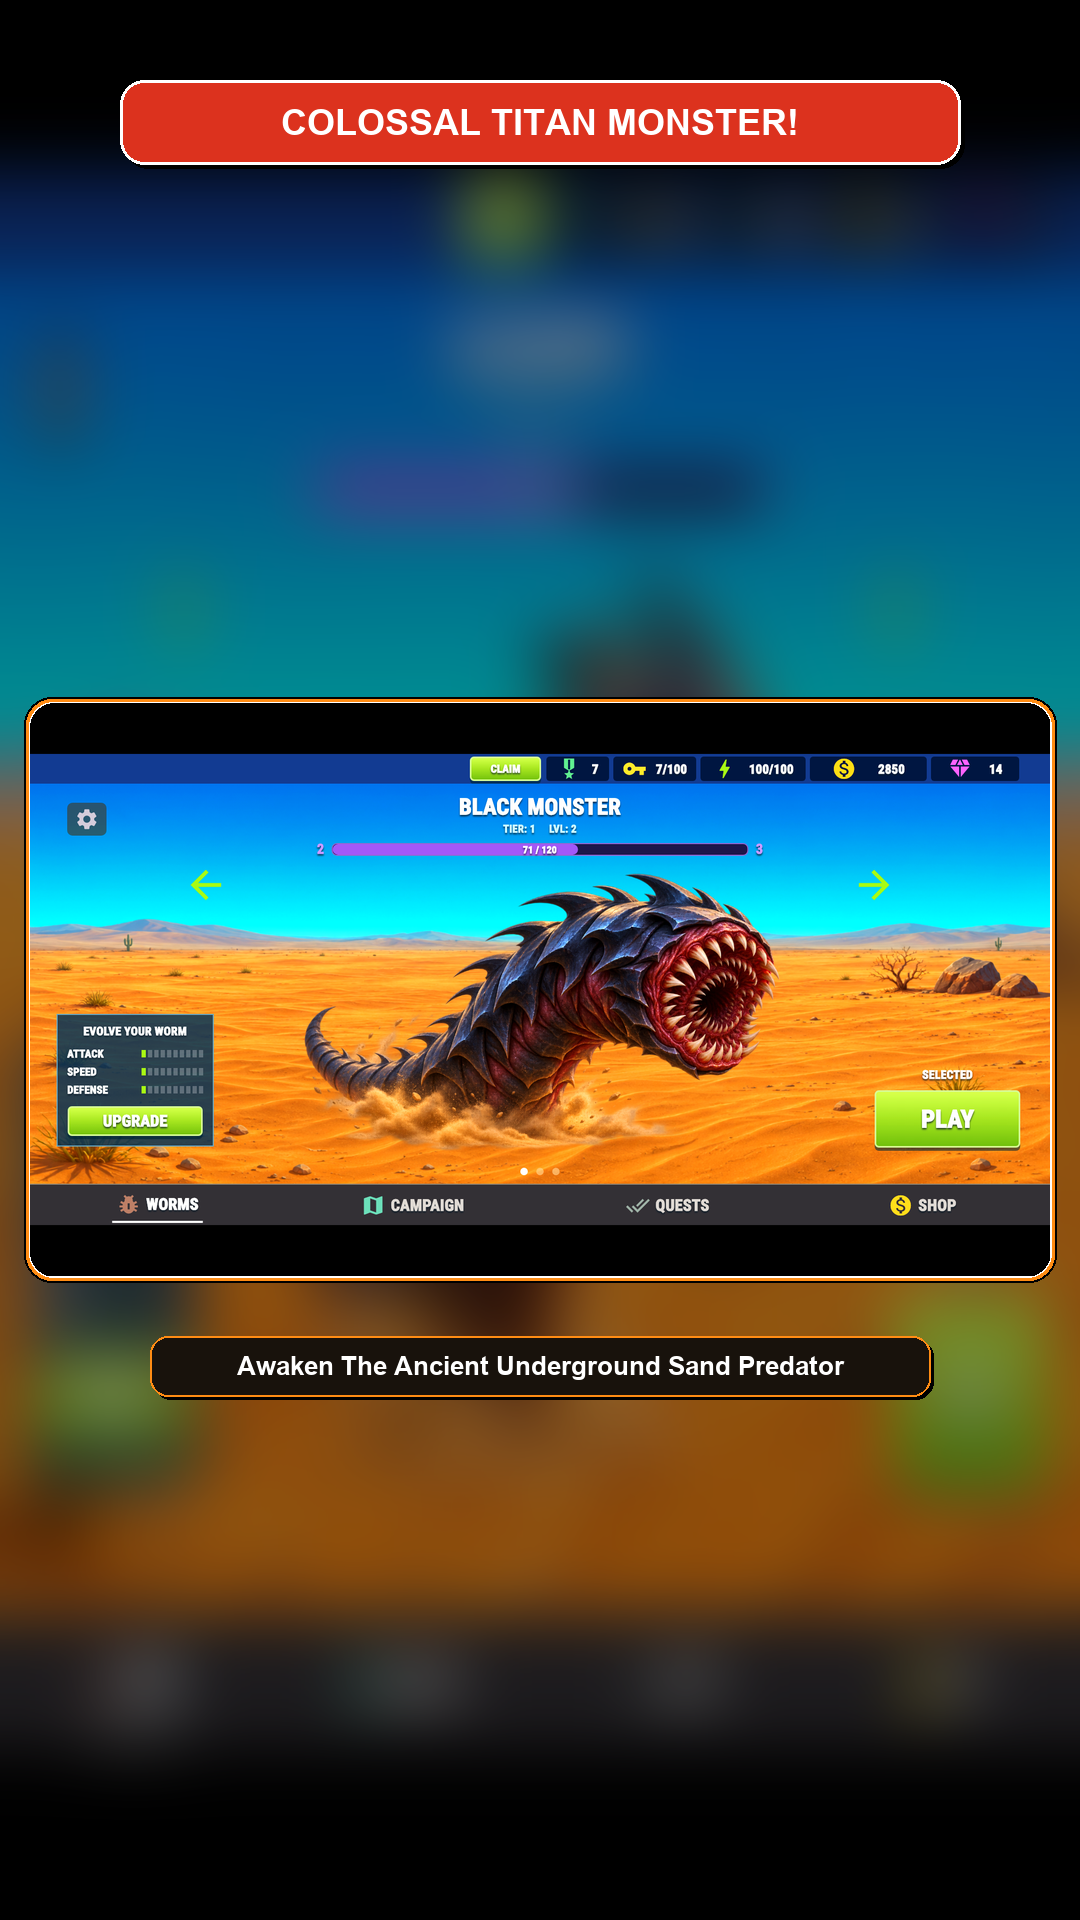 COLOSSAL TITAN MONSTER!
CLAIM 7 7/100 100/100 2850 14
BLACK MONSTER
TIER: 1 LVL: 2
2 71 / 120 3
EVOLVE YOUR WORM
ATTACK
SPEED
DEFENSE
UPGRADE
SELECTED
PLAY
WORMS CAMPAIGN QUESTS SHOP
Awaken The Ancient Underground Sand Predator